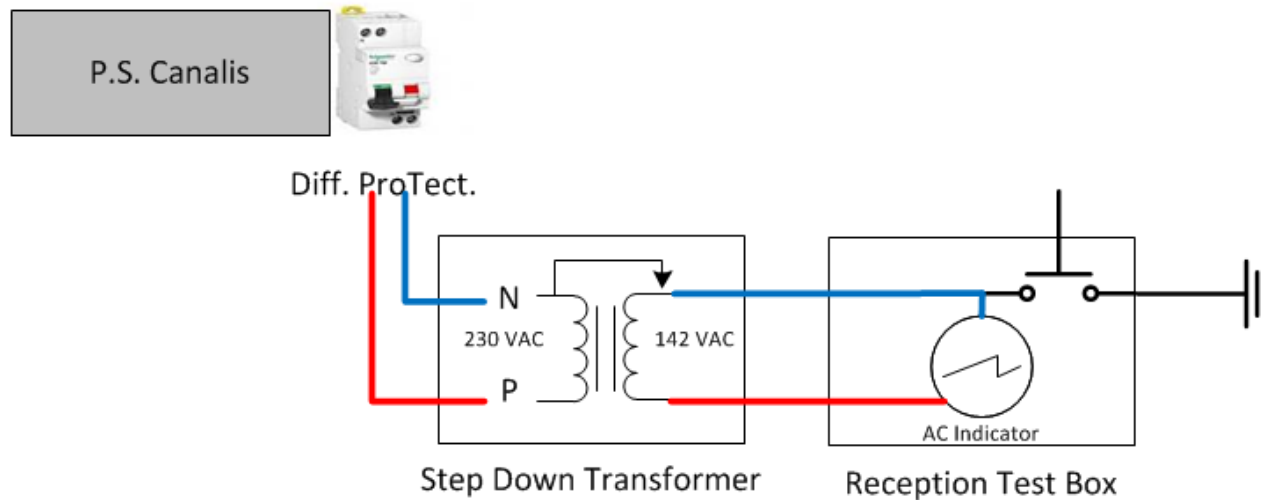 P.S. Canalis
Diff. ProTect.
N
230 VAC
142 VAC
P
AC Indicator
Step Down Transformer
Reception Test Box